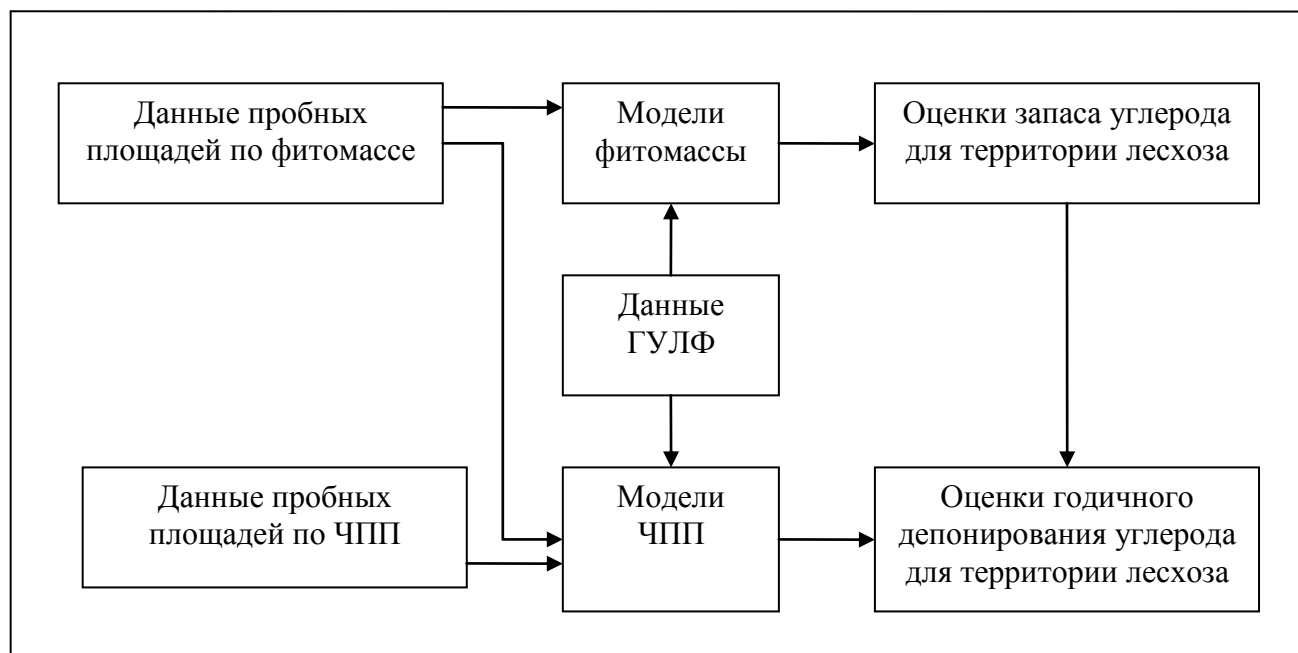 Данные пробных
площадей по фитомассе
Модели
фитомассы
Оценки запаса углерода
для территории лесхоза
Данные
ГУЛФ
Данные пробных
площадей по ЧПП
Модели
ЧПП
Оценки годичного
депонирования углерода
для территории лесхоза